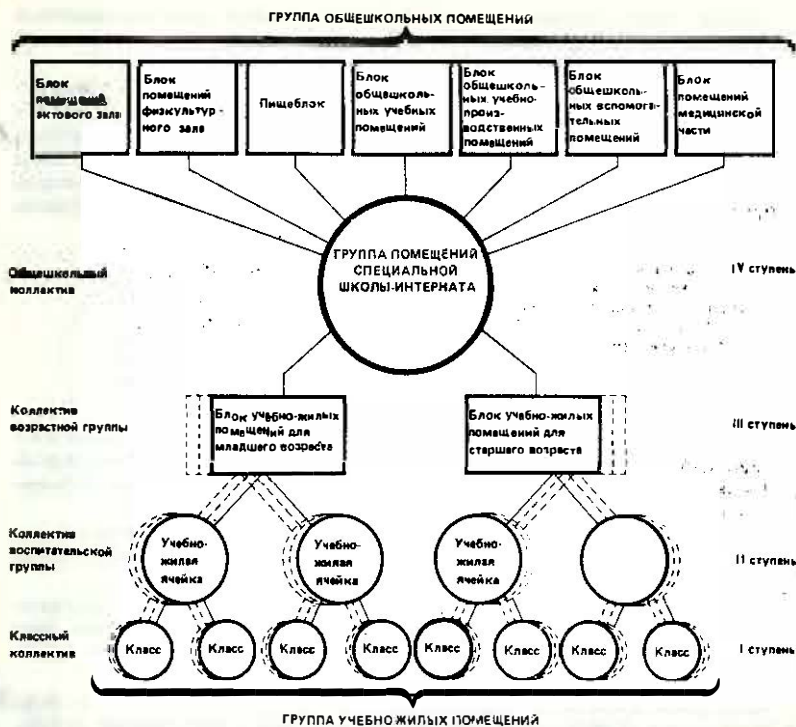 ГРУППА ОБЩЕШКОЛЬНЫХ ПОМЕЩЕНИЙ
Блок
помещений
актового зала
Блок
помещений
физкультур-
ного зала
Пищеблок
Блок
общешколь-
ных учебных
помещений
Блок
общешколь-
ных учебно-
произ-
водственных
помещений
Блок
общешколь-
ных вспомога-
тельных
помещений
Блок
помещений
медицинской
части
ГРУППА ПОМЕЩЕНИЙ
СПЕЦИАЛЬНОЙ
ШКОЛЫ-ИНТЕРНАТА
Общешкольный
коллектив
IV ступень
Коллектив
возрастной группы
Блок учебно-жилых
помещений для
младшего возраста
Блок учебно-жилых
помещений для
старшего возраста
III ступень
Коллектив
воспитательской
группы
Учебно-
жилая
ячейка
Учебно-
жилая
ячейка
Учебно-
жилая
ячейка
II ступень
Классный
коллектив
Класс
Класс
Класс
Класс
Класс
Класс
Класс
Класс
I ступень
ГРУППА УЧЕБНО-ЖИЛЫХ ПОМЕЩЕНИЙ